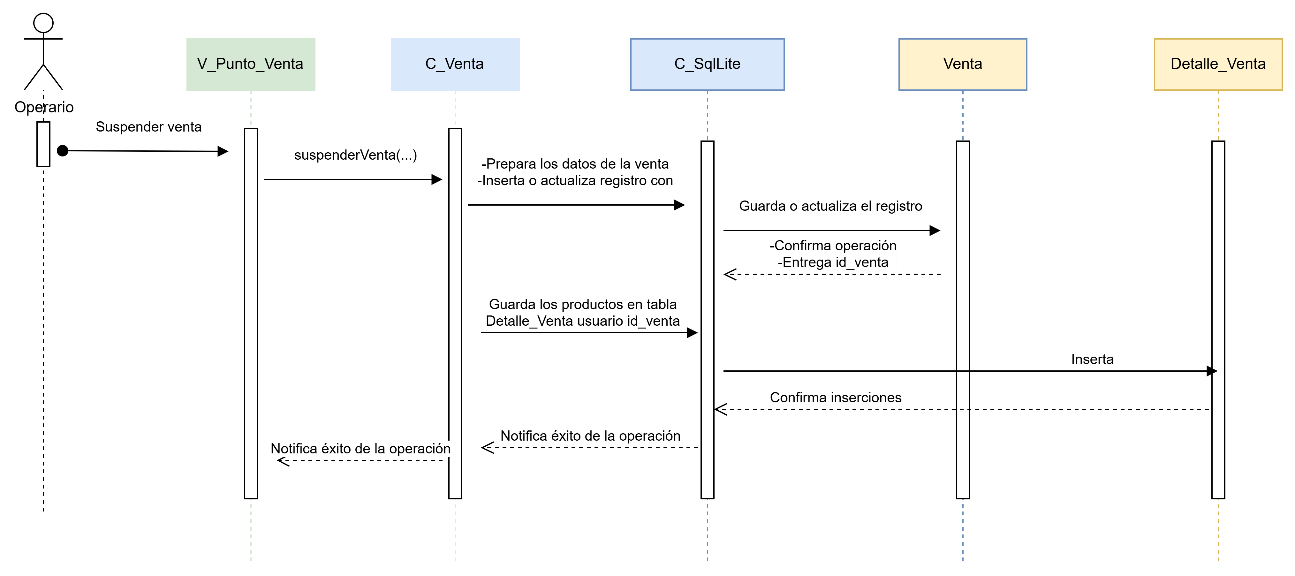 V_Punto_Venta
C_Venta
C_SqlLite
Venta
Detalle_Venta
Operario
Suspender venta
suspenderVenta(...)
-Prepara los datos de la venta
-Inserta o actualiza registro con
Guarda o actualiza el registro
-Confirma operación
-Entrega id_venta
Guarda los productos en tabla
Detalle_Venta usuario id_venta
Inserta
Confirma inserciones
Notifica éxito de la operación
Notifica éxito de la operación